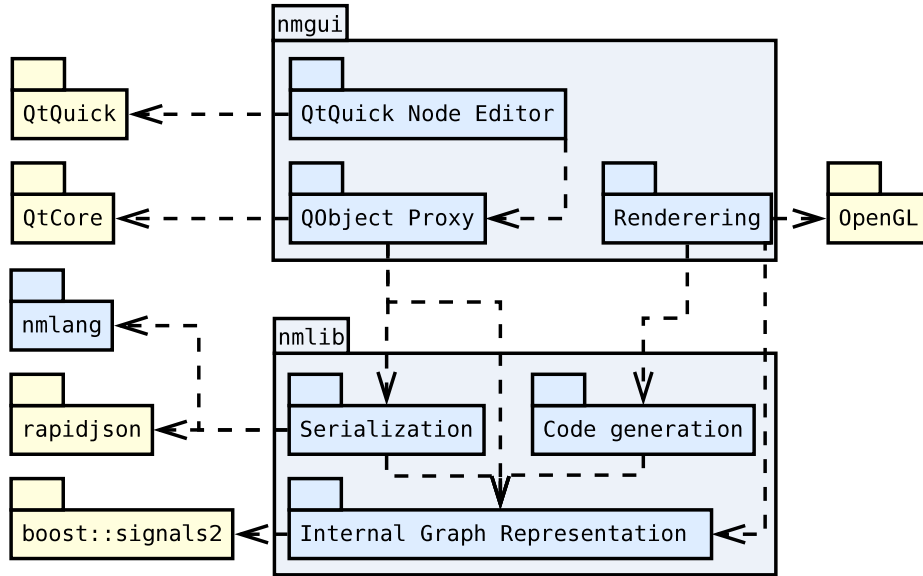 nmgui
QtQuick
QtQuick Node Editor
QtCore
QObject Proxy
Renderering
OpenGL
nmlang
nmlib
rapidjson
Serialization
Code generation
boost::signals2
Internal Graph Representation